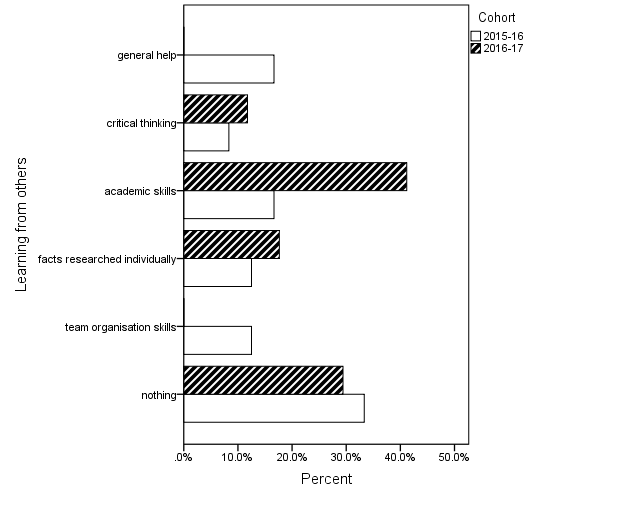 Cohort
2015-16
2016-17
general help
critical thinking
academic skills
facts researched individually
team organisation skills
nothing
Learning from others
.0%
10.0%
20.0%
30.0%
40.0%
50.0%
Percent